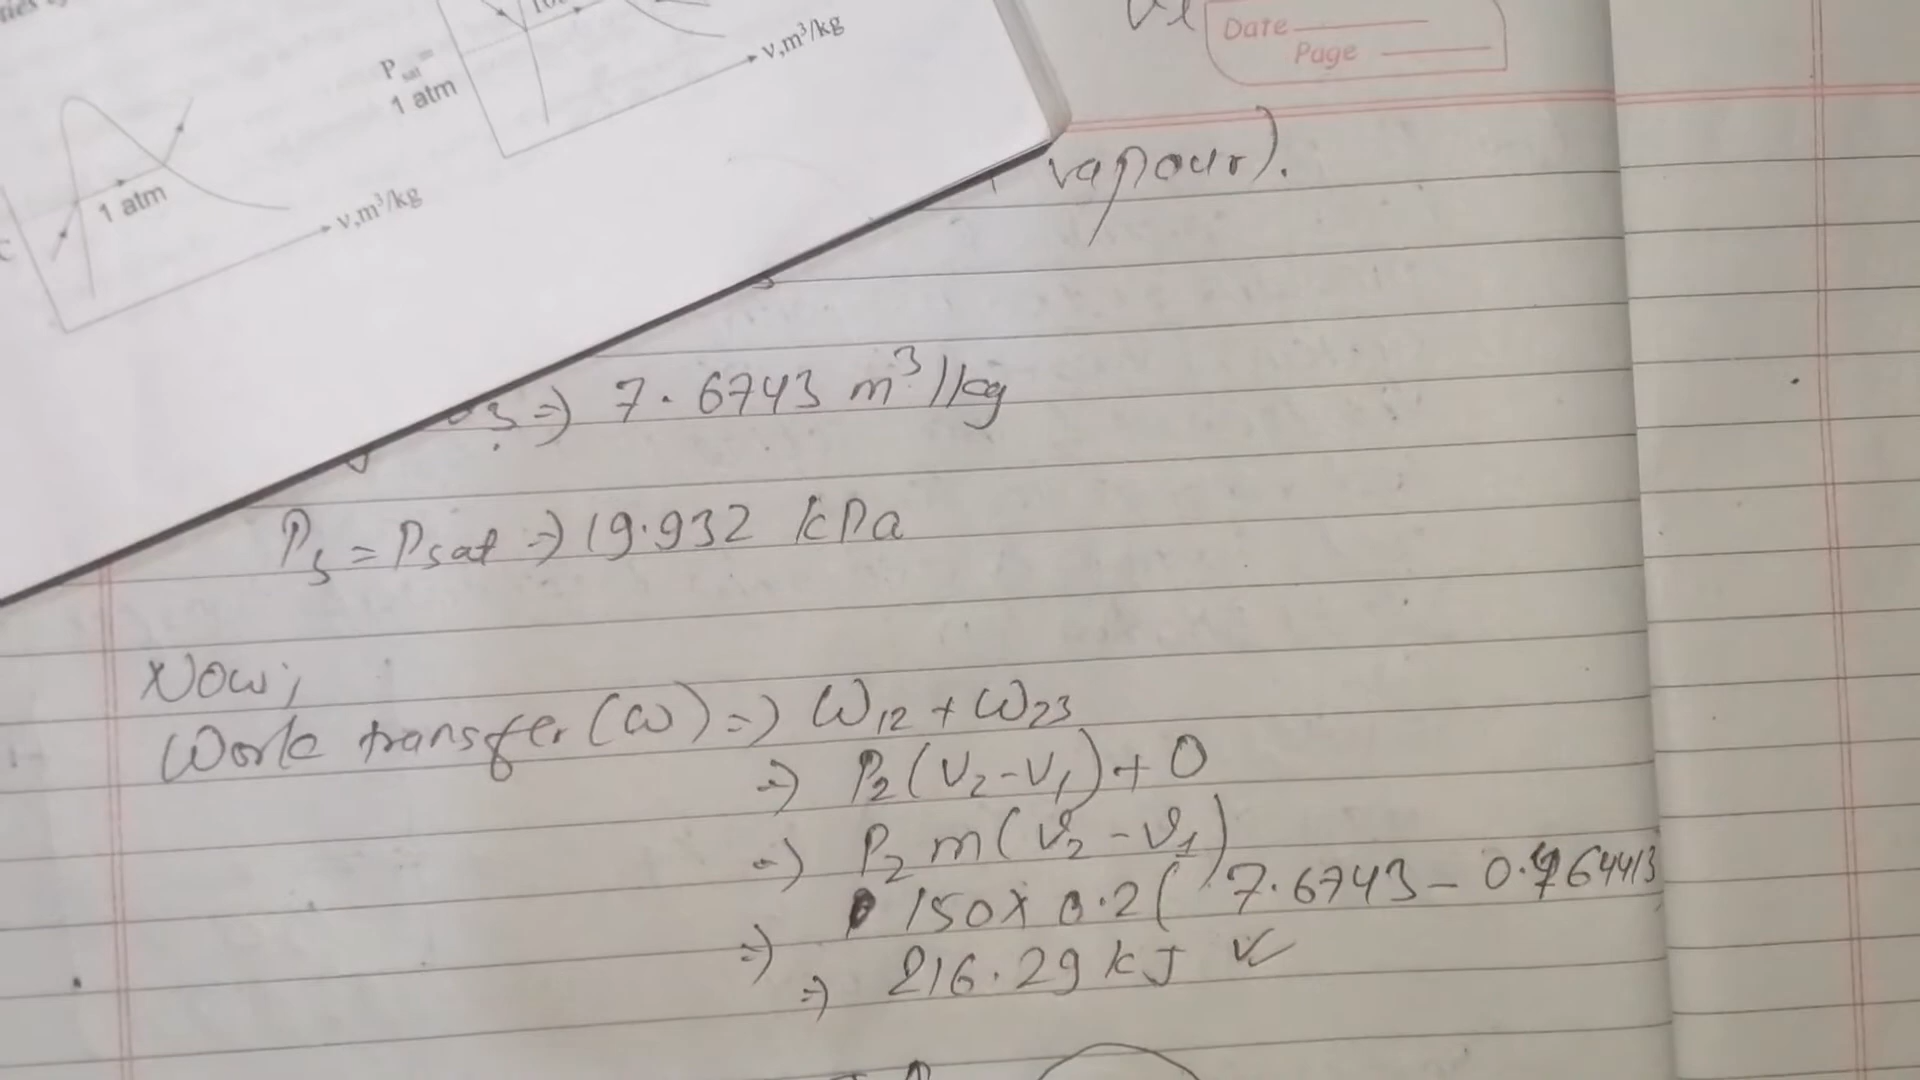 Date
Page
P sat =
1 atm
v,m³/kg
1 atm
v,m³/kg
vapour).
3 => 7.6743 m³/kg
P₃ = Psat => 19.932 kPa
Now;
Work transfer (W) => W₁₂ + W₂₃
=> P₂(V₂-V₁) + 0
=> P₂ m(v₂ - v₁)
=> 150 x 0.2 ( 7.6743 - 0.464413
=> 216.29 kJ